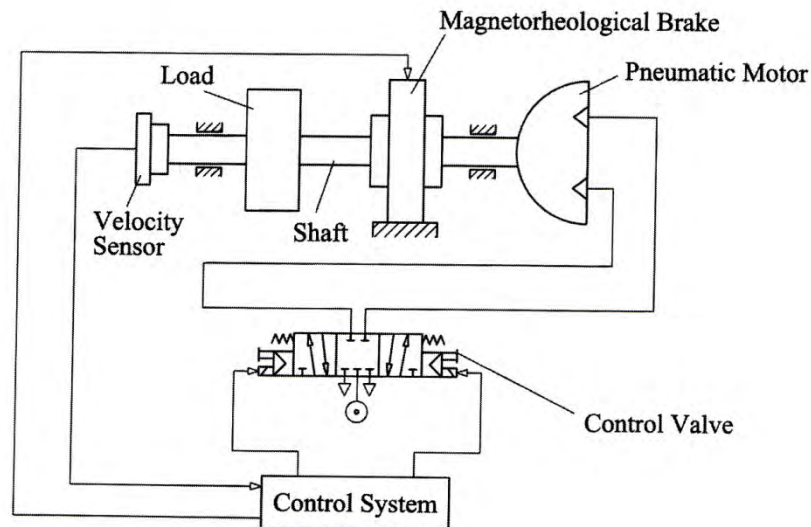 Magnetorheological Brake
Load
Pneumatic Motor
Velocity
Sensor
Shaft
Control Valve
Control System